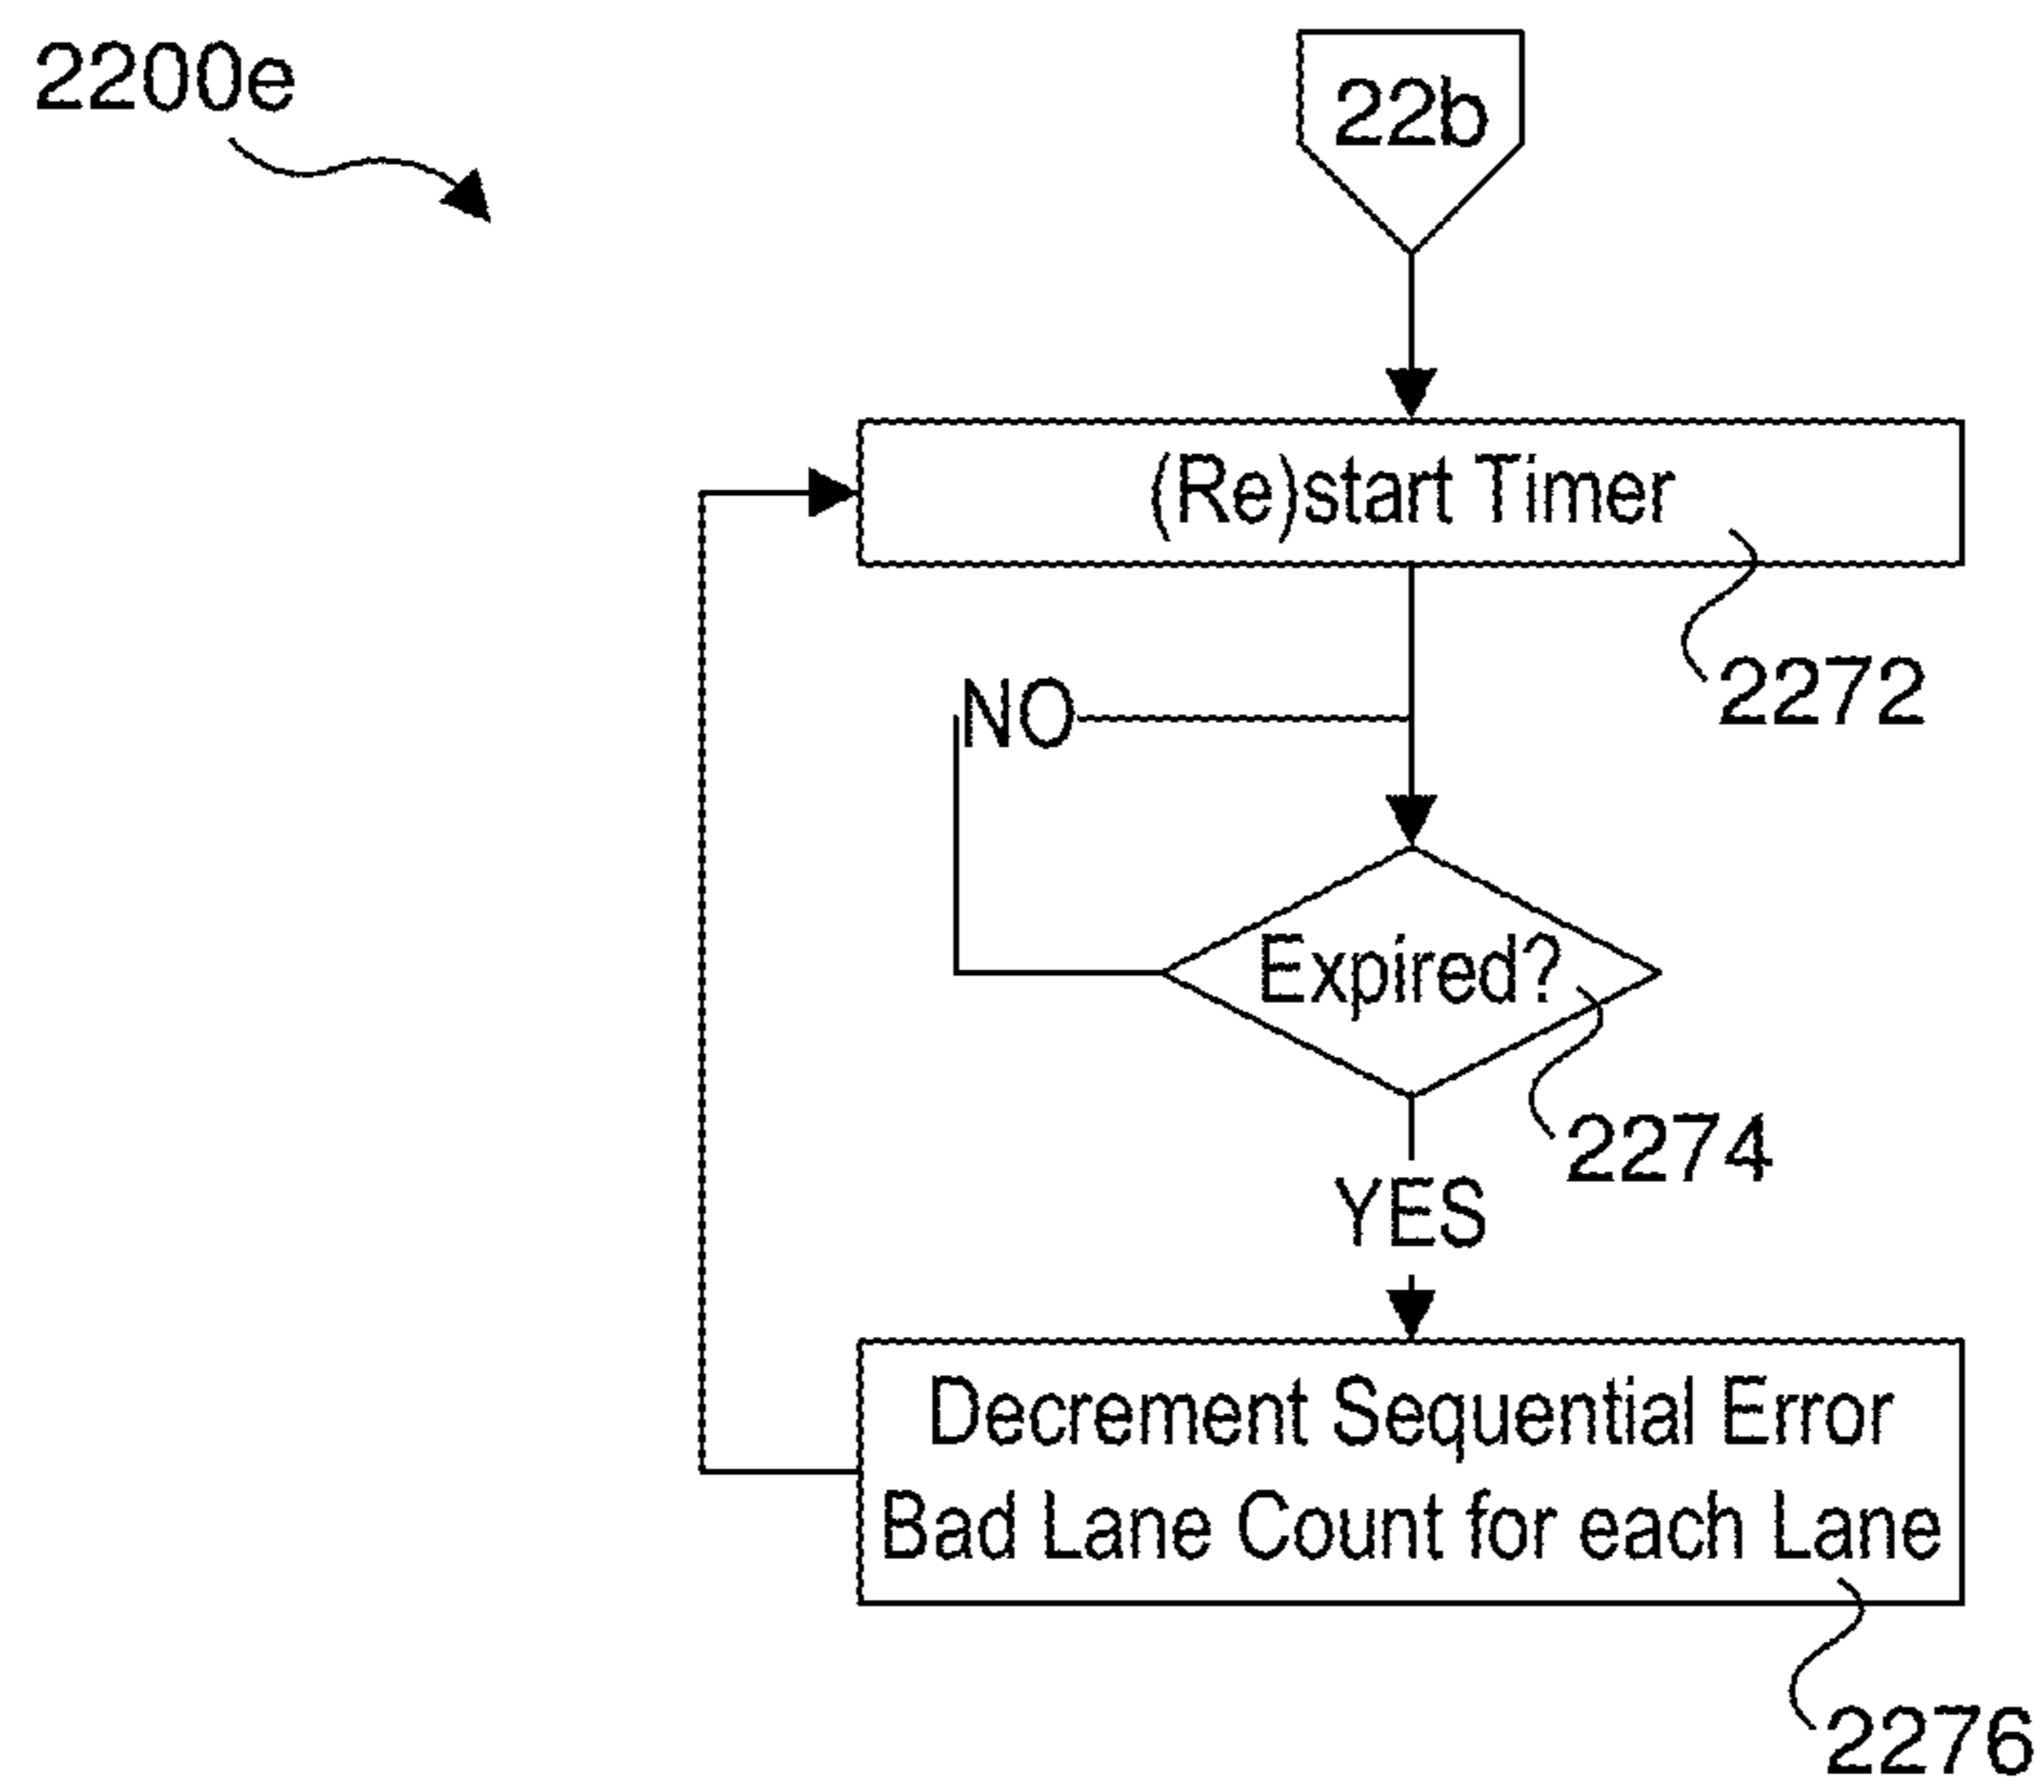 2200e
22b
(Re)start Timer
2272
NO
Expired?
2274
YES
Decrement Sequential Error
Bad Lane Count for each Lane
2276